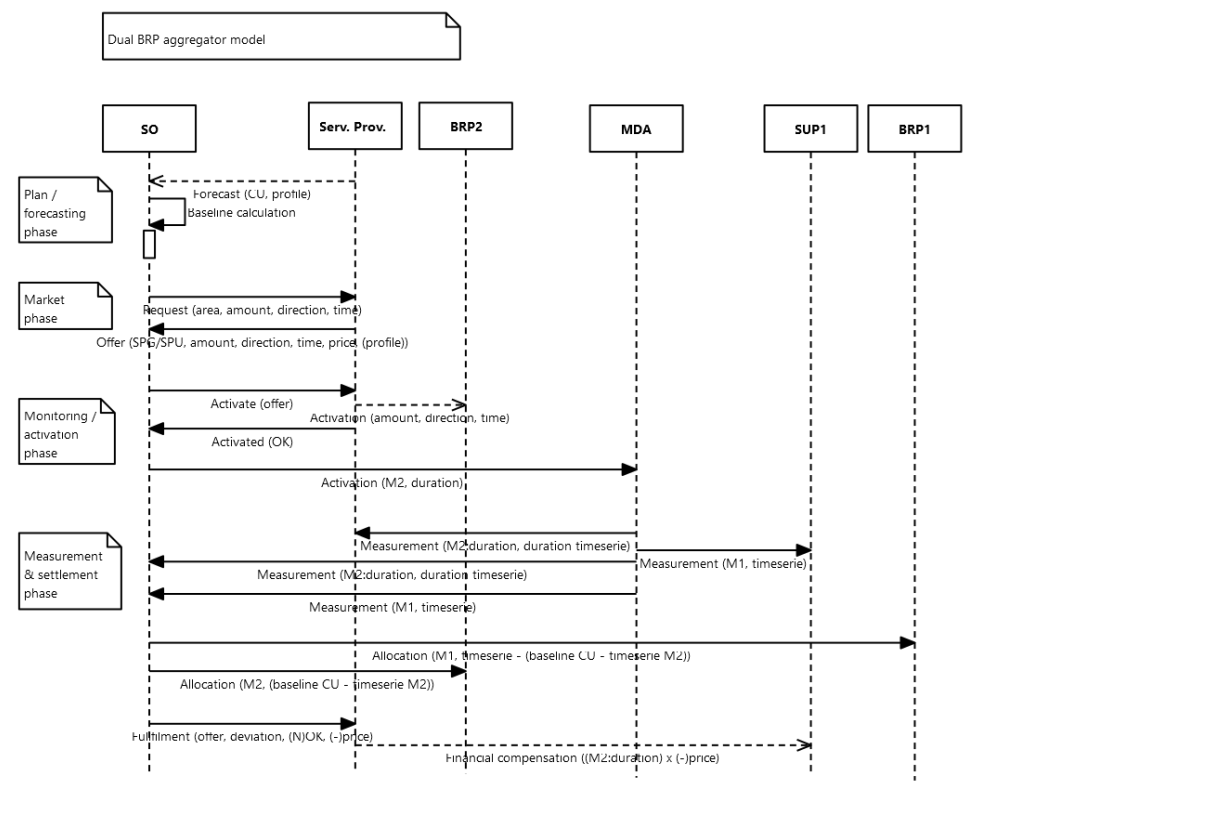 Dual BRP aggregator model
SO
Serv. Prov.
BRP2
MDA
SUP1
BRP1
Plan /
forecasting
phase
Forecast (CU, profile)
Baseline calculation
Market
phase
Request (area, amount, direction, time)
Offer (SPG/SPU, amount, direction, time, price, (profile))
Monitoring /
activation
phase
Activate (offer)
Activation (amount, direction, time)
Activated (OK)
Activation (M2, duration)
Measurement
& settlement
phase
Measurement (M2:duration, duration timeserie)
Measurement (M1, timeserie)
Measurement (M2:duration, duration timeserie)
Measurement (M1, timeserie)
Allocation (M1, timeserie - (baseline CU - timeserie M2))
Allocation (M2, (baseline CU - timeserie M2))
Fulfilment (offer, deviation, (N)OK, (-)price)
Financial compensation ((M2:duration) x (-)price)